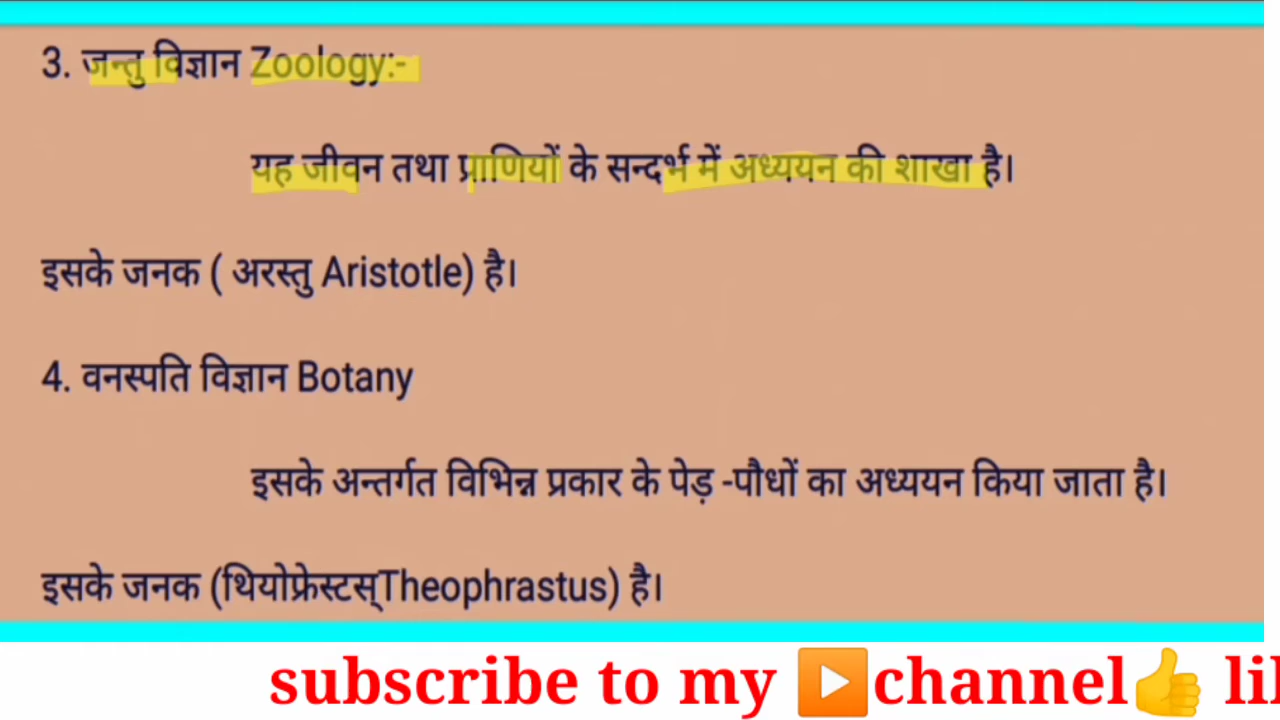 3. जन्तु विज्ञान Zoology:-
यह जीवन तथा प्राणियों के सन्दर्भ में अध्ययन की शाखा है।
इसके जनक ( अरस्तु Aristotle) है।
4. वनस्पति विज्ञान Botany
इसके अन्तर्गत विभिन्न प्रकार के पेड़ -पौधों का अध्ययन किया जाता है।
इसके जनक (थियोफ्रेस्टस्Theophrastus) है।
subscribe to my ▶️channel👍